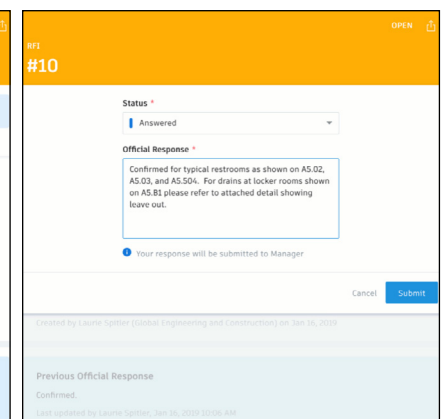 OPEN
RFI
#10
Status *
Answered
Official Response *
Confirmed for typical restrooms as shown on A5.02,
A5.03, and A5.504. For drains at locker rooms shown
on A5.B1 please refer to attached detail showing
leave out.
Your response will be submitted to Manager
Cancel Submit
Created by Laurie Spitler (Global Engineering and Construction) on Jan 16, 2019
Previous Official Response
Confirmed.
Last updated by Laurie Spitler, Jan 16, 2019 10:06 AM